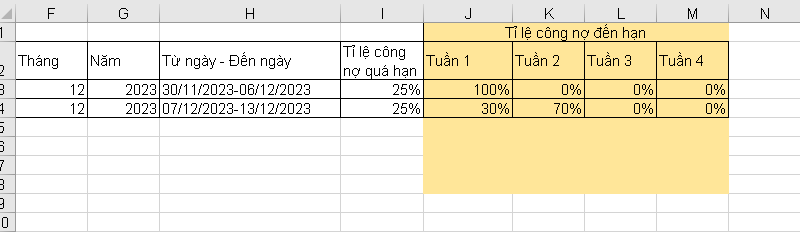 F G H I J K L M N
1 Tỉ lệ công nợ đến hạn
2 Tháng Năm Từ ngày - Đến ngày Tỉ lệ công nợ quá hạn Tuần 1 Tuần 2 Tuần 3 Tuần 4
3 12 2023 30/11/2023-06/12/2023 25% 100% 0% 0% 0%
4 12 2023 07/12/2023-13/12/2023 25% 30% 70% 0% 0%
5
6
7
8
9
0